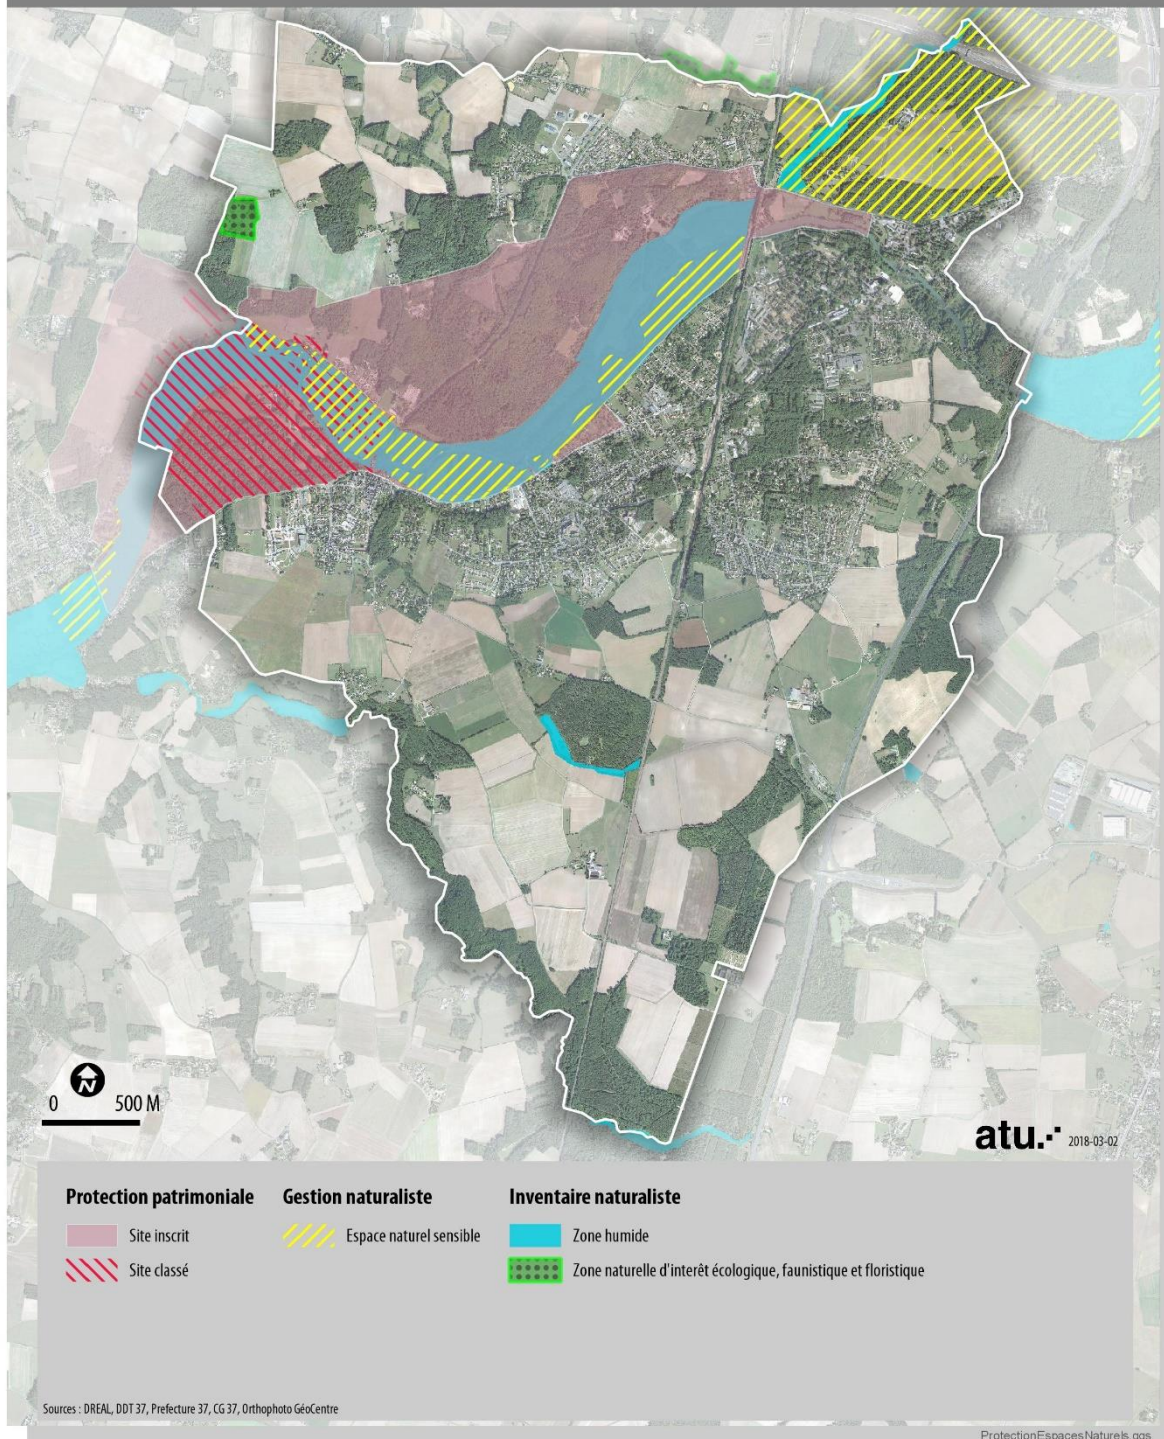 N
0 500 M
atu.
2018-03-02
Protection patrimoniale
Site inscrit
Site classé
Gestion naturaliste
Espace naturel sensible
Inventaire naturaliste
Zone humide
Zone naturelle d'interêt écologique, faunistique et floristique
Sources : DREAL, DDT 37, Prefecture 37, CG 37, Orthophoto GéoCentre
ProtectionEspacesNaturels.qgs